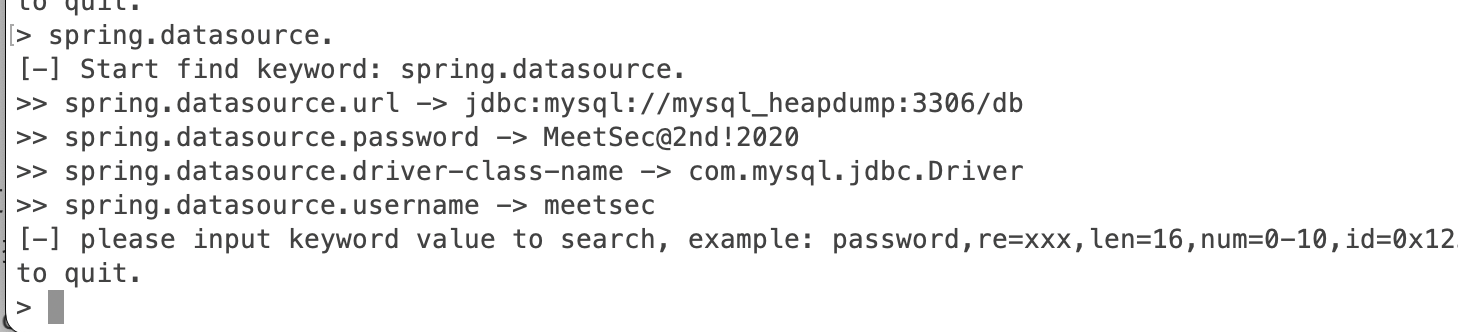 to quit.
> spring.datasource.
[-] Start find keyword: spring.datasource.
>> spring.datasource.url -> jdbc:mysql://mysql_heapdump:3306/db
>> spring.datasource.password -> MeetSec@2nd!2020
>> spring.datasource.driver-class-name -> com.mysql.jdbc.Driver
>> spring.datasource.username -> meetsec
[-] please input keyword value to search, example: password,re=xxx,len=16,num=0-10,id=0x12
to quit.
>